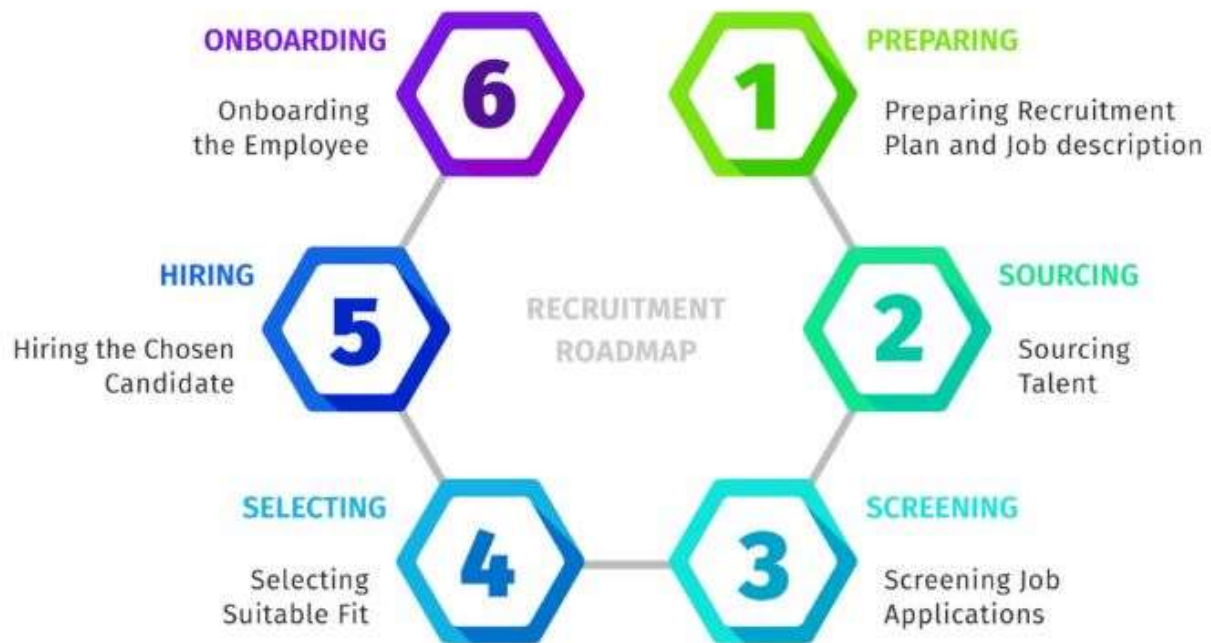 RECRUITMENT
ROADMAP
1
PREPARING
Preparing Recruitment
Plan and Job description
2
SOURCING
Sourcing
Talent
3
SCREENING
Screening Job
Applications
4
SELECTING
Selecting
Suitable Fit
5
HIRING
Hiring the Chosen
Candidate
6
ONBOARDING
Onboarding
the Employee